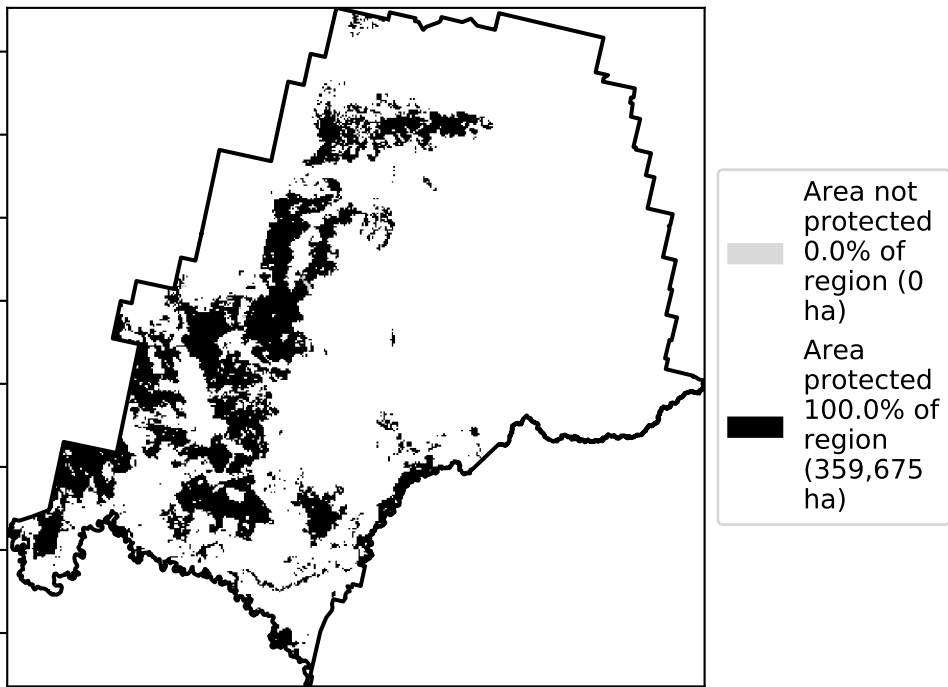 Area not
protected
0.0% of
region (0
ha)
Area
protected
100.0% of
region
(359,675
ha)